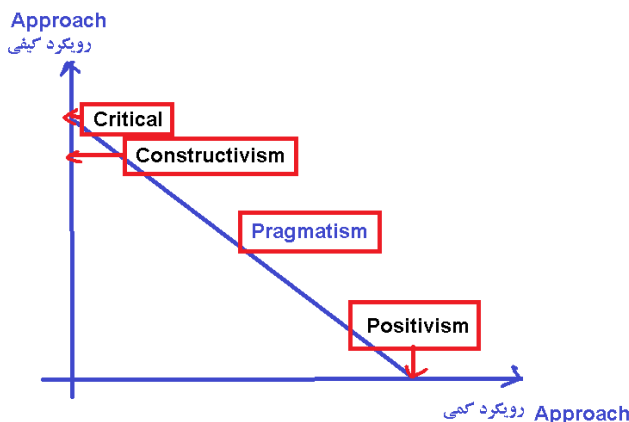 Approach
رویکرد کیفی
Critical
Constructivism
Pragmatism
Positivism
رویکرد کمی Approach